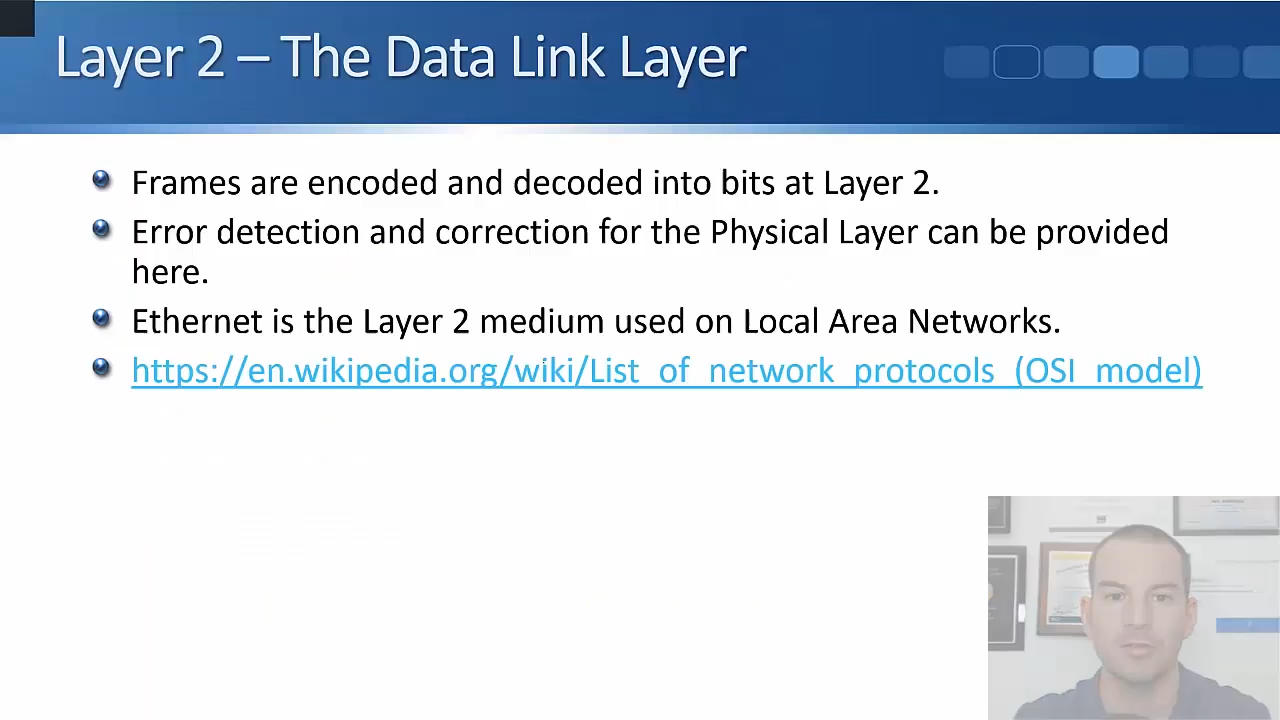 Layer 2 – The Data Link Layer
Frames are encoded and decoded into bits at Layer 2.
Error detection and correction for the Physical Layer can be provided
here.
Ethernet is the Layer 2 medium used on Local Area Networks.
https://en.wikipedia.org/wiki/List_of_network_protocols_(OSI_model)